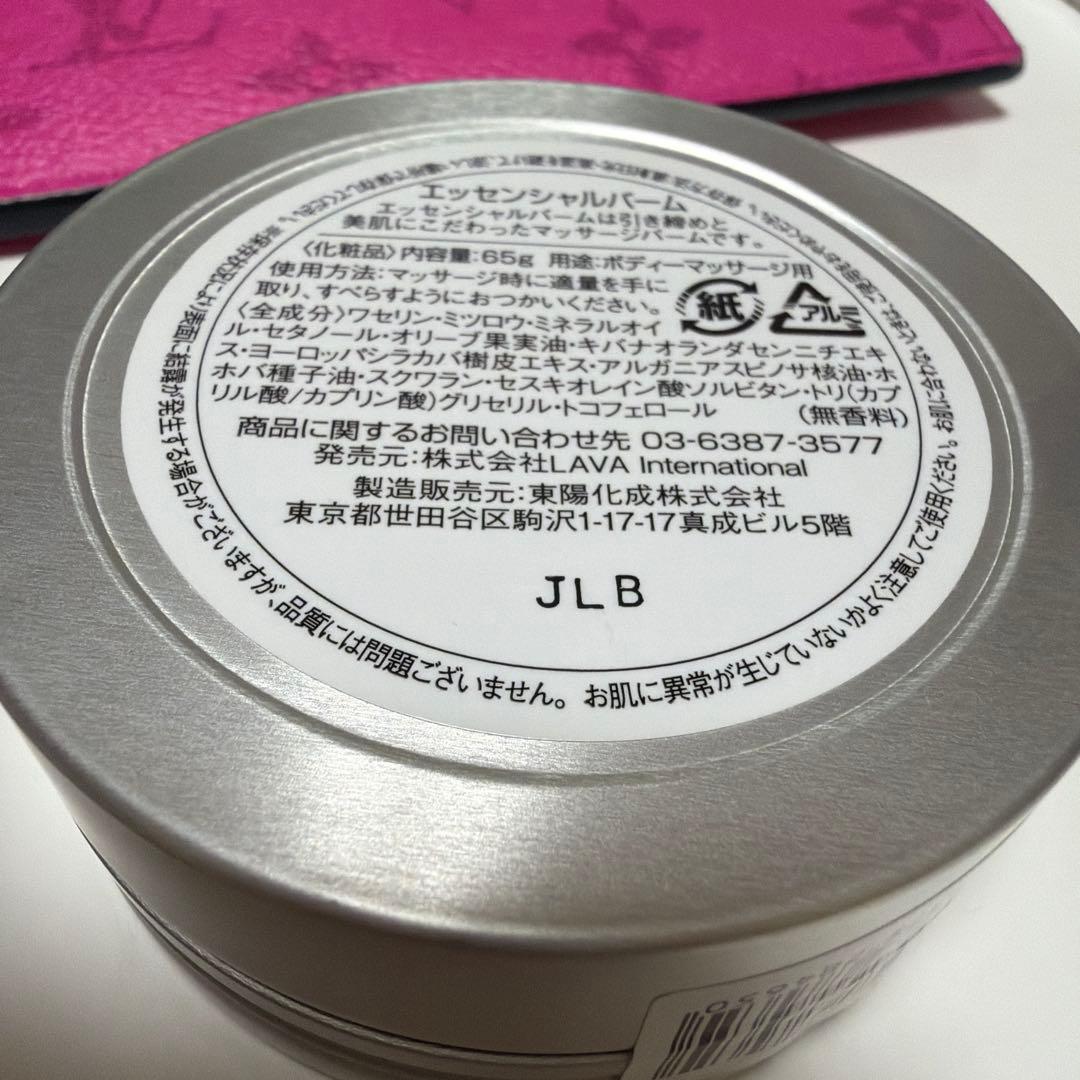 エッセンシャルバーム
エッセンシャルバームは引き締めと
美肌にこだわったマッサージバームです。
〈化粧品〉内容量:65g 用途:ボディーマッサージ用
使用方法:マッサージ時に適量を手に
取り、すべらすようにおつかいください。
紙
アルミ
〈全成分〉ワセリン・ミツロウ・ミネラルオイ
ル・セタノール・オリーブ果実油・キバナオランダセンニチエキ
ス・ヨーロッパシラカバ樹皮エキス・アルガニアスピノサ核油・ホ
ホバ種子油・スクワラン・セスキオレイン酸ソルビタン・トリ(カプ
リル酸/カプリン酸)グリセリル・トコフェロール (無香料)
商品に関するお問い合わせ先 03-6387-3577
発売元:株式会社LAVA International
製造販売元:東陽化成株式会社
東京都世田谷区駒沢1-17-17真成ビル5階
JLB
表面に結露が発生する場合がございますが、品質には問題ございません。お肌に異常が生じていないかよく注意してご使用ください。